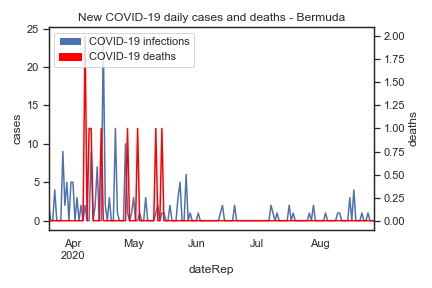 New COVID-19 daily cases and deaths - Bermuda
COVID-19 infections
COVID-19 deaths
25
20
15
10
5
0
cases
2.00
1.75
1.50
1.25
1.00
0.75
0.50
0.25
0.00
deaths
Apr
2020
May
Jun
Jul
Aug
dateRep